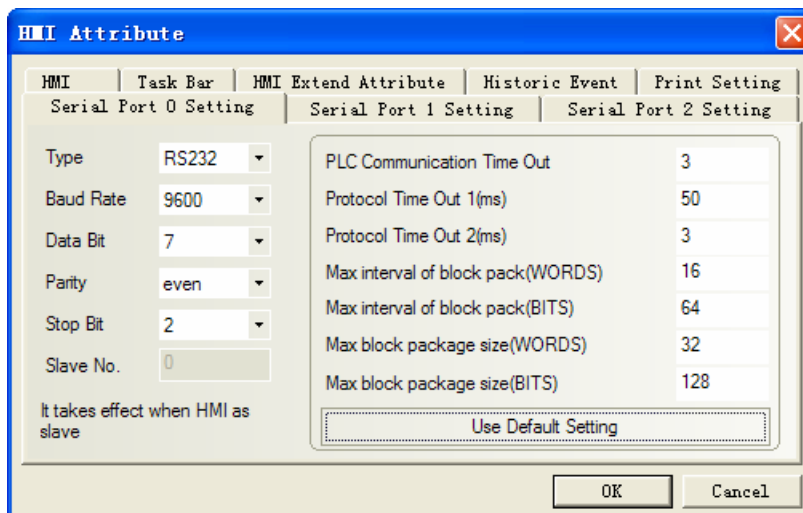 HMI Attribute
HMI Task Bar HMI Extend Attribute Historic Event Print Setting
Serial Port 0 Setting Serial Port 1 Setting Serial Port 2 Setting
Type RS232
Baud Rate 9600
Data Bit 7
Parity even
Stop Bit 2
Slave No. 0
It takes effect when HMI as
slave
PLC Communication Time Out 3
Protocol Time Out 1(ms) 50
Protocol Time Out 2(ms) 3
Max interval of block pack(WORDS) 16
Max interval of block pack(BITS) 64
Max block package size(WORDS) 32
Max block package size(BITS) 128
Use Default Setting
OK Cancel